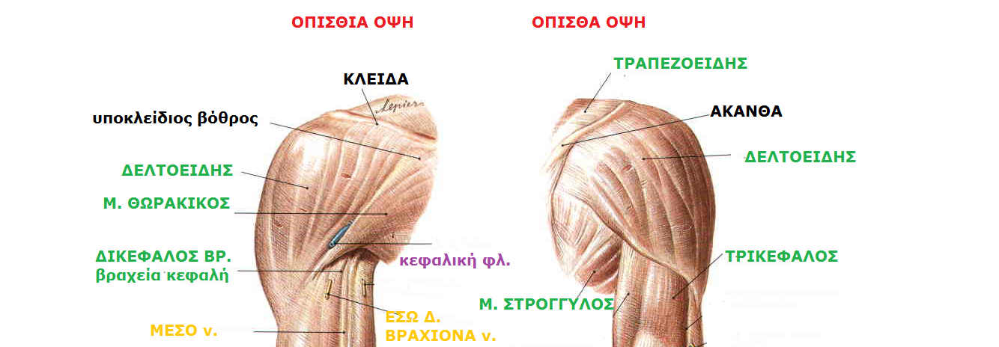 ΟΠΙΣΘΙΑ ΟΨΗ
ΚΛΕΙΔΑ
Lepier
υποκλείδιος βόθρος
ΔΕΛΤΟΕΙΔΗΣ
Μ. ΘΩΡΑΚΙΚΟΣ
ΔΙΚΕΦΑΛΟΣ ΒΡ.
βραχεία κεφαλή
κεφαλική φλ.
ΜΕΣΟ ν.
ΕΣΩ Δ.
ΒΡΑΧΙΟΝΑ ν.
ΟΠΙΣΘΑ ΟΨΗ
ΤΡΑΠΕΖΟΕΙΔΗΣ
ΑΚΑΝΘΑ
ΔΕΛΤΟΕΙΔΗΣ
ΤΡΙΚΕΦΑΛΟΣ
Μ. ΣΤΡΟΓΓΥΛΟΣ